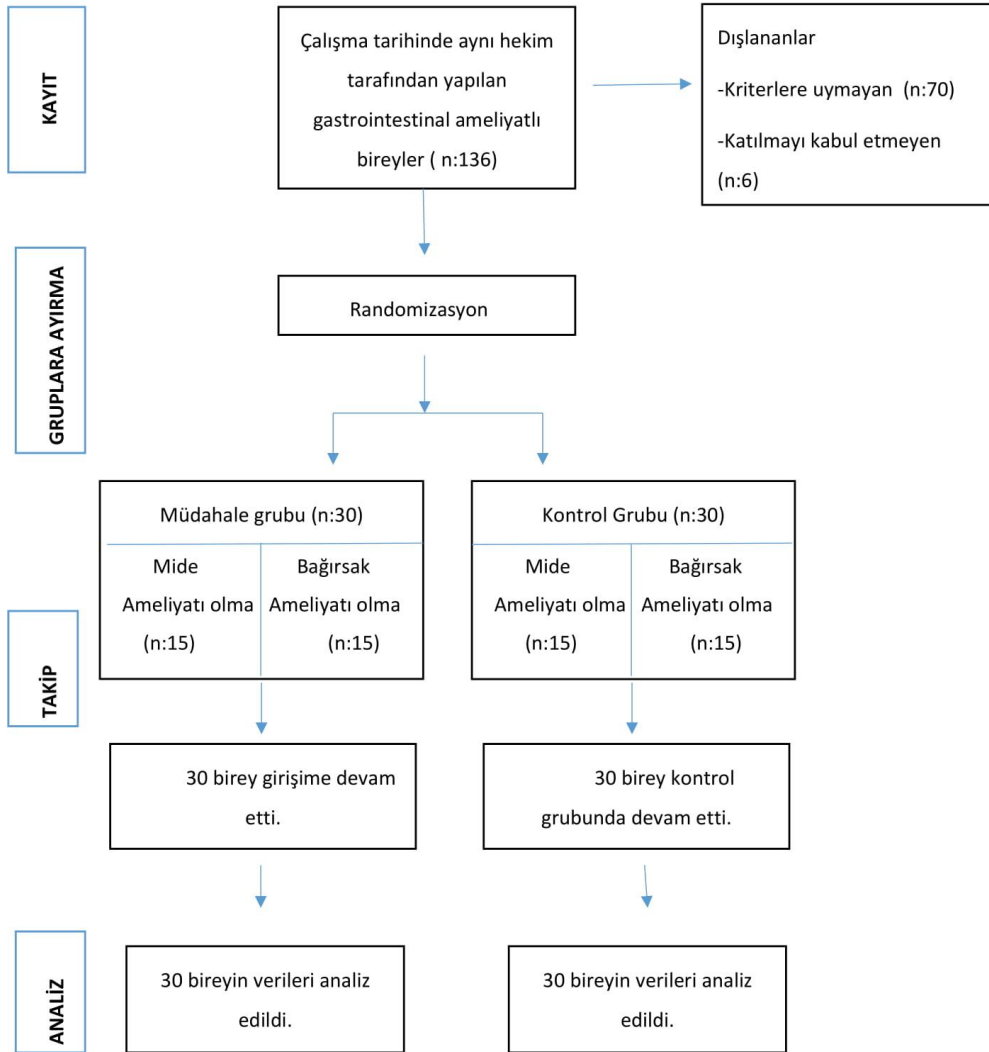 KAYIT
Çalışma tarihinde aynı hekim
tarafından yapılan
gastrointestinal ameliyatlı
bireyler ( n:136)
Dışlananlar
-Kriterlere uymayan (n:70)
-Katılmayı kabul etmeyen
(n:6)
GRUPLARA AYIRMA
Randomizasyon
Müdahale grubu (n:30)
Mide
Ameliyatı olma
(n:15)
Bağırsak
Ameliyatı olma
(n:15)
Kontrol Grubu (n:30)
Mide
Ameliyatı olma
(n:15)
Bağırsak
Ameliyatı olma
(n:15)
TAKİP
30 birey girişime devam
etti.
30 birey kontrol
grubunda devam etti.
ANALİZ
30 bireyin verileri analiz
edildi.
30 bireyin verileri analiz
edildi.